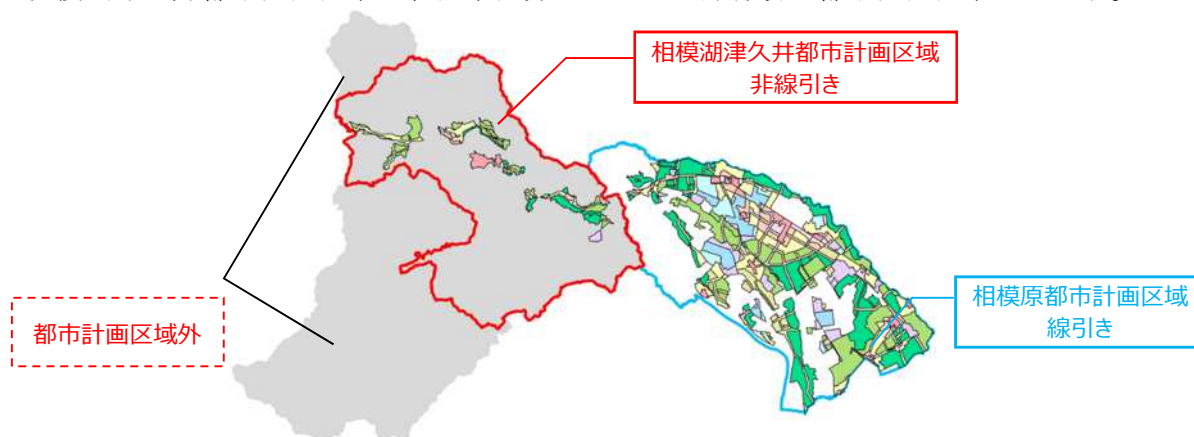 相模湖津久井都市計画区域
非線引き
都市計画区域外
相模原都市計画区域
線引き